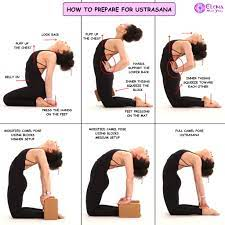 HOW TO PREPARE FOR USTRASANA
ELENA
LOOK BACK
PUFF UP
THE CHEST
BELLY IN
PRESS THE HANDS
ON THE FEET
PUFF UP
THE CHEST
HANDS
SUPPORT THE
LOWER BACK
INNER THIGHS
SQUEEZE THE
BLOCK
FEET PRESSING
ON THE MAT
INNER THIGHS
SQUEEZE
TOWARD EACH
OTHER
MODIFIED CAMEL POSE
USING BLOCKS
HIGHER SETUP
MODIFIED CAMEL POSE
USING BLOCKS
MEDIUM SETUP
FULL CAMEL POSE
USTRASANA